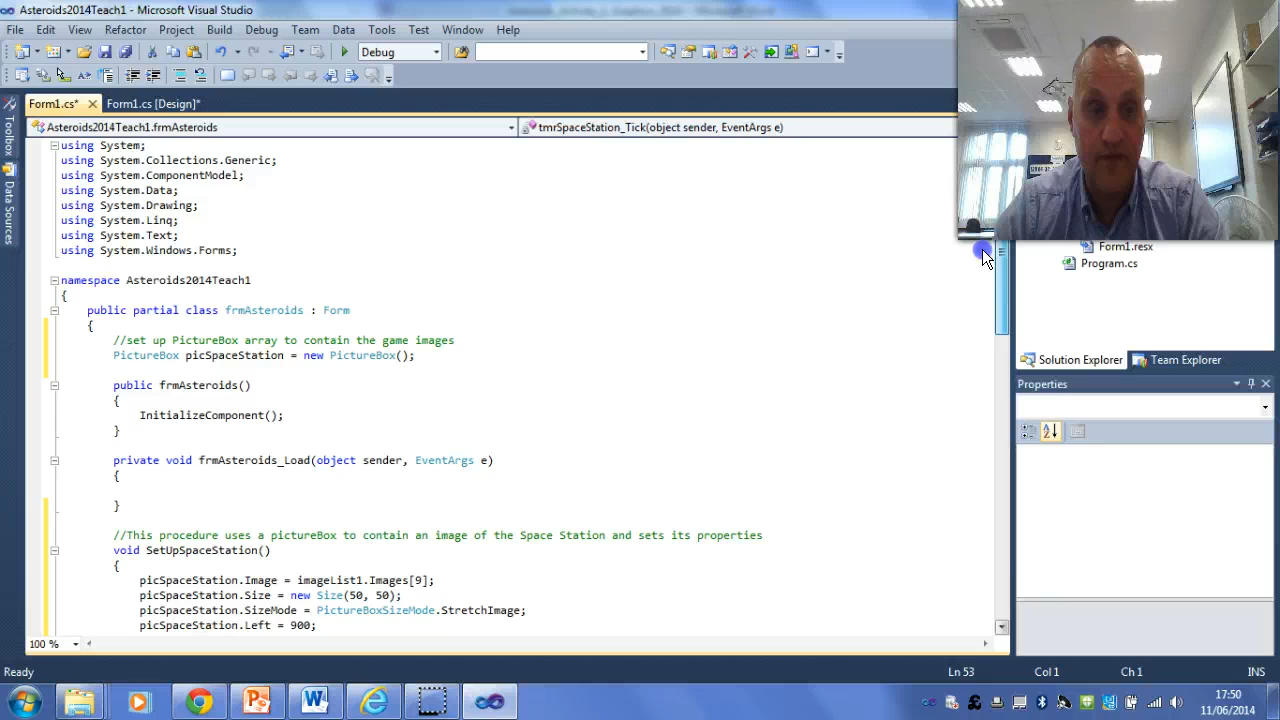 Asteroids2014Teach1 - Microsoft Visual Studio
File Edit View Refactor Project Build Debug Team Data Tools Test Window Help
Debug
Form1.cs* Form1.cs [Design]*
Asteroids2014Teach1.frmAsteroids tmrSpaceStation_Tick(object sender, EventArgs e)
Toolbox
Data Sources
using System;
using System.Collections.Generic;
using System.ComponentModel;
using System.Data;
using System.Drawing;
using System.Linq;
using System.Text;
using System.Windows.Forms;
namespace Asteroids2014Teach1
{
public partial class frmAsteroids : Form
{
//set up PictureBox array to contain the game images
PictureBox picSpaceStation = new PictureBox();
public frmAsteroids()
{
InitializeComponent();
}
private void frmAsteroids_Load(object sender, EventArgs e)
{
}
//This procedure uses a pictureBox to contain an image of the Space Station and sets its properties
void SetUpSpaceStation()
{
picSpaceStation.Image = imageList1.Images[9];
picSpaceStation.Size = new Size(50, 50);
picSpaceStation.SizeMode = PictureBoxSizeMode.StretchImage;
picSpaceStation.Left = 900;
100 %
Form1.resx
Program.cs
Solution Explorer Team Explorer
Properties
Ready Ln 53 Col 1 Ch 1 INS
17:50
11/06/2014